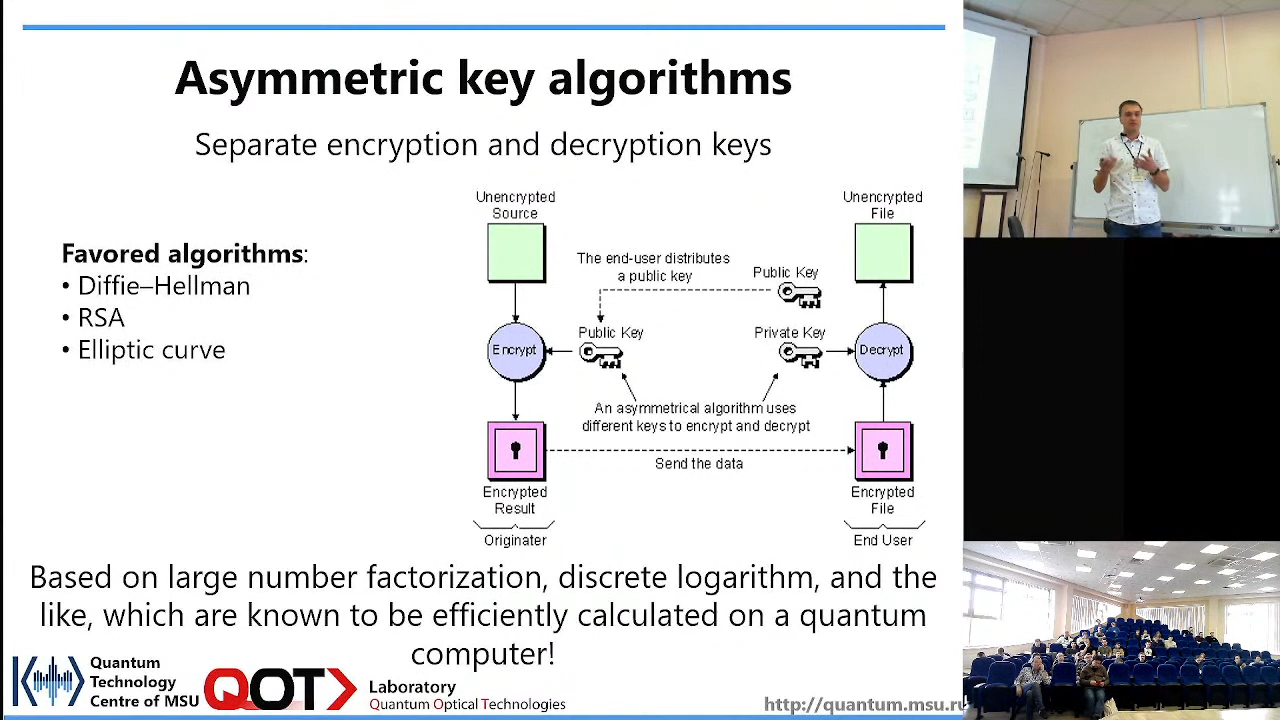 Asymmetric key algorithms
Separate encryption and decryption keys
Favored algorithms:
• Diffie–Hellman
• RSA
• Elliptic curve
Unencrypted
Source
Unencrypted
File
The end-user distributes
a public key
Public Key
Public Key
Private Key
Encrypt
Decrypt
An asymmetrical algorithm uses
different keys to encrypt and decrypt
Send the data
Encrypted
Result
Encrypted
File
Originater
End User
Based on large number factorization, discrete logarithm, and the
like, which are known to be efficiently calculated on a quantum
computer!
Quantum
Technology
Centre of MSU
QOT
Laboratory
Quantum Optical Technologies
http://quantum.msu.ru